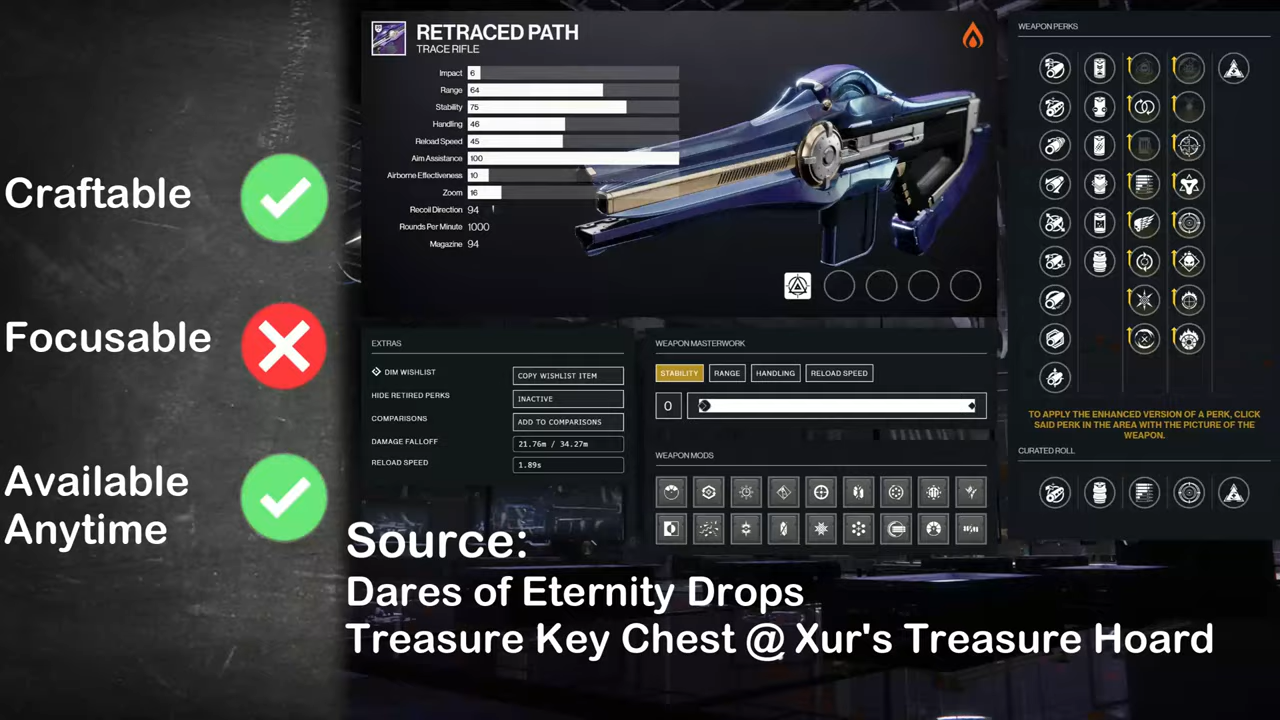 Craftable
Focusable
Available
Anytime
RETRACED PATH
TRACE RIFLE
Impact 6
Range 64
Stability 75
Handling 46
Reload Speed 45
Aim Assistance 100
Airborne Effectiveness 10
Zoom 16
Recoil Direction 94
Rounds Per Minute 1000
Magazine 94
EXTRAS
DIM WISHLIST COPY WISHLIST ITEM
HIDE RETIRED PERKS INACTIVE
COMPARISONS ADD TO COMPARISONS
DAMAGE FALLOFF 21.76m / 34.27m
RELOAD SPEED 1.89s
WEAPON MASTERWORK
STABILITY RANGE HANDLING RELOAD SPEED
0
WEAPON MODS
WEAPON PERKS
TO APPLY THE ENHANCED VERSION OF A PERK, CLICK
SAID PERK IN THE AREA WITH THE PICTURE OF THE
WEAPON.
CURATED ROLL
Source:
Dares of Eternity Drops
Treasure Key Chest @ Xur's Treasure Hoard